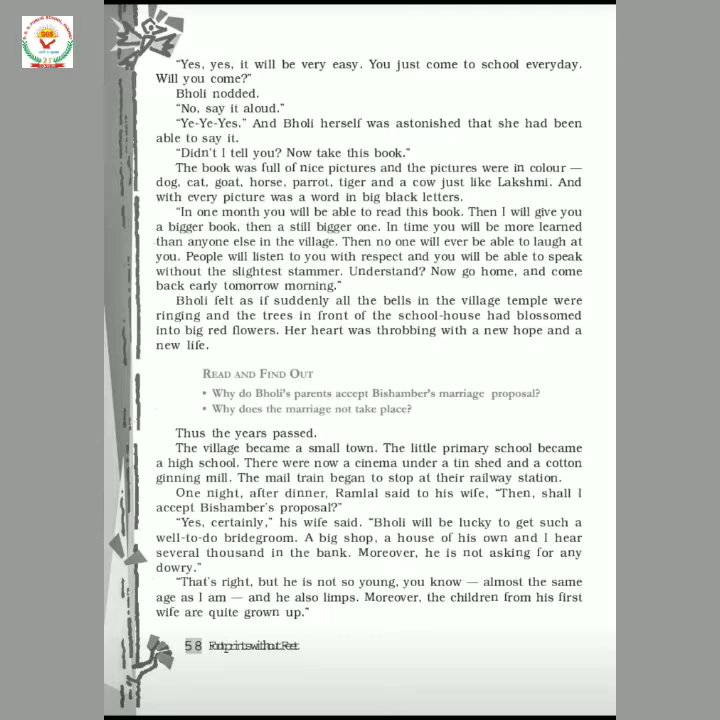 GGS
"Yes, yes, it will be very easy. You just come to school everyday.
Will you come?"
Bholi nodded.
"No, say it aloud."
"Ye-Ye-Yes." And Bholi herself was astonished that she had been
able to say it.
"Didn't I tell you? Now take this book."
The book was full of nice pictures and the pictures were in colour —
dog, cat, goat, horse, parrot, tiger and a cow just like Lakshmi. And
with every picture was a word in big black letters.
"In one month you will be able to read this book. Then I will give you
a bigger book, then a still bigger one. In time you will be more learned
than anyone else in the village. Then no one will ever be able to laugh at
you. People will listen to you with respect and you will be able to speak
without the slightest stammer. Understand? Now go home, and come
back early tomorrow morning."
Bholi felt as if suddenly all the bells in the village temple were
ringing and the trees in front of the school-house had blossomed
into big red flowers. Her heart was throbbing with a new hope and a
new life.
READ AND FIND OUT
• Why do Bholi's parents accept Bishamber's marriage proposal?
• Why does the marriage not take place?
Thus the years passed.
The village became a small town. The little primary school became
a high school. There were now a cinema under a tin shed and a cotton
ginning mill. The mail train began to stop at their railway station.
One night, after dinner, Ramlal said to his wife, "Then, shall I
accept Bishamber's proposal?"
"Yes, certainly," his wife said. "Bholi will be lucky to get such a
well-to-do bridegroom. A big shop, a house of his own and I hear
several thousand in the bank. Moreover, he is not asking for any
dowry."
"That's right, but he is not so young, you know — almost the same
age as I am — and he also limps. Moreover, the children from his first
wife are quite grown up."
58 Footprints without Feet